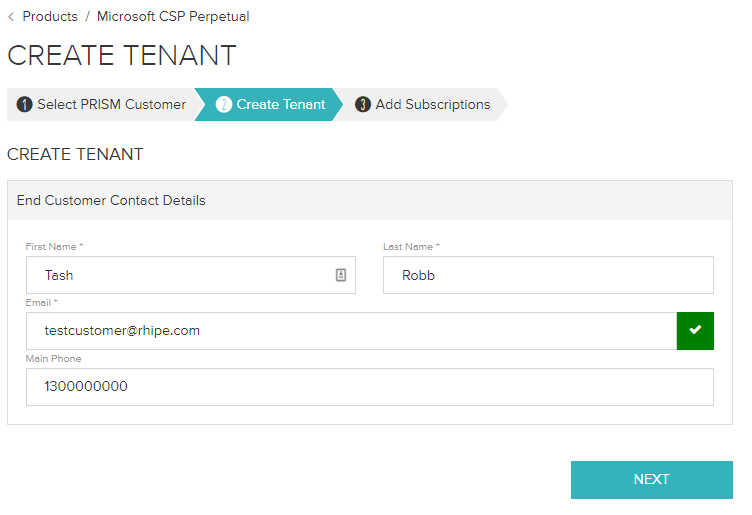 < Products / Microsoft CSP Perpetual
CREATE TENANT
1 Select PRISM Customer 2 Create Tenant 3 Add Subscriptions
CREATE TENANT
End Customer Contact Details
First Name * Last Name *
Tash Robb
Email *
testcustomer@rhipe.com
Main Phone
1300000000
NEXT